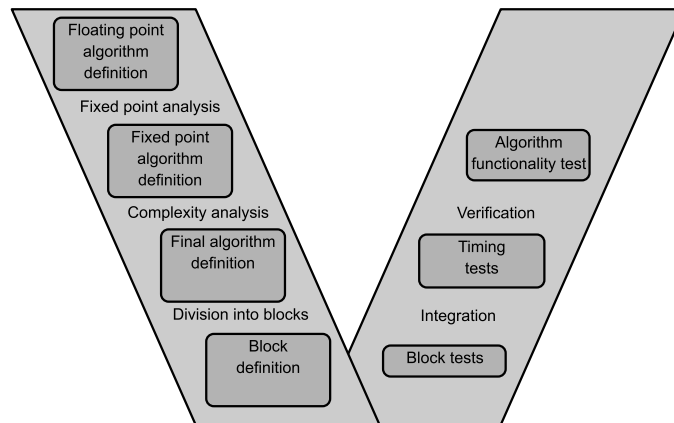 Floating point
algorithm
definition
Fixed point analysis
Fixed point
algorithm
definition
Complexity analysis
Final algorithm
definition
Division into blocks
Block
definition
Algorithm
functionality test
Verification
Timing
tests
Integration
Block tests